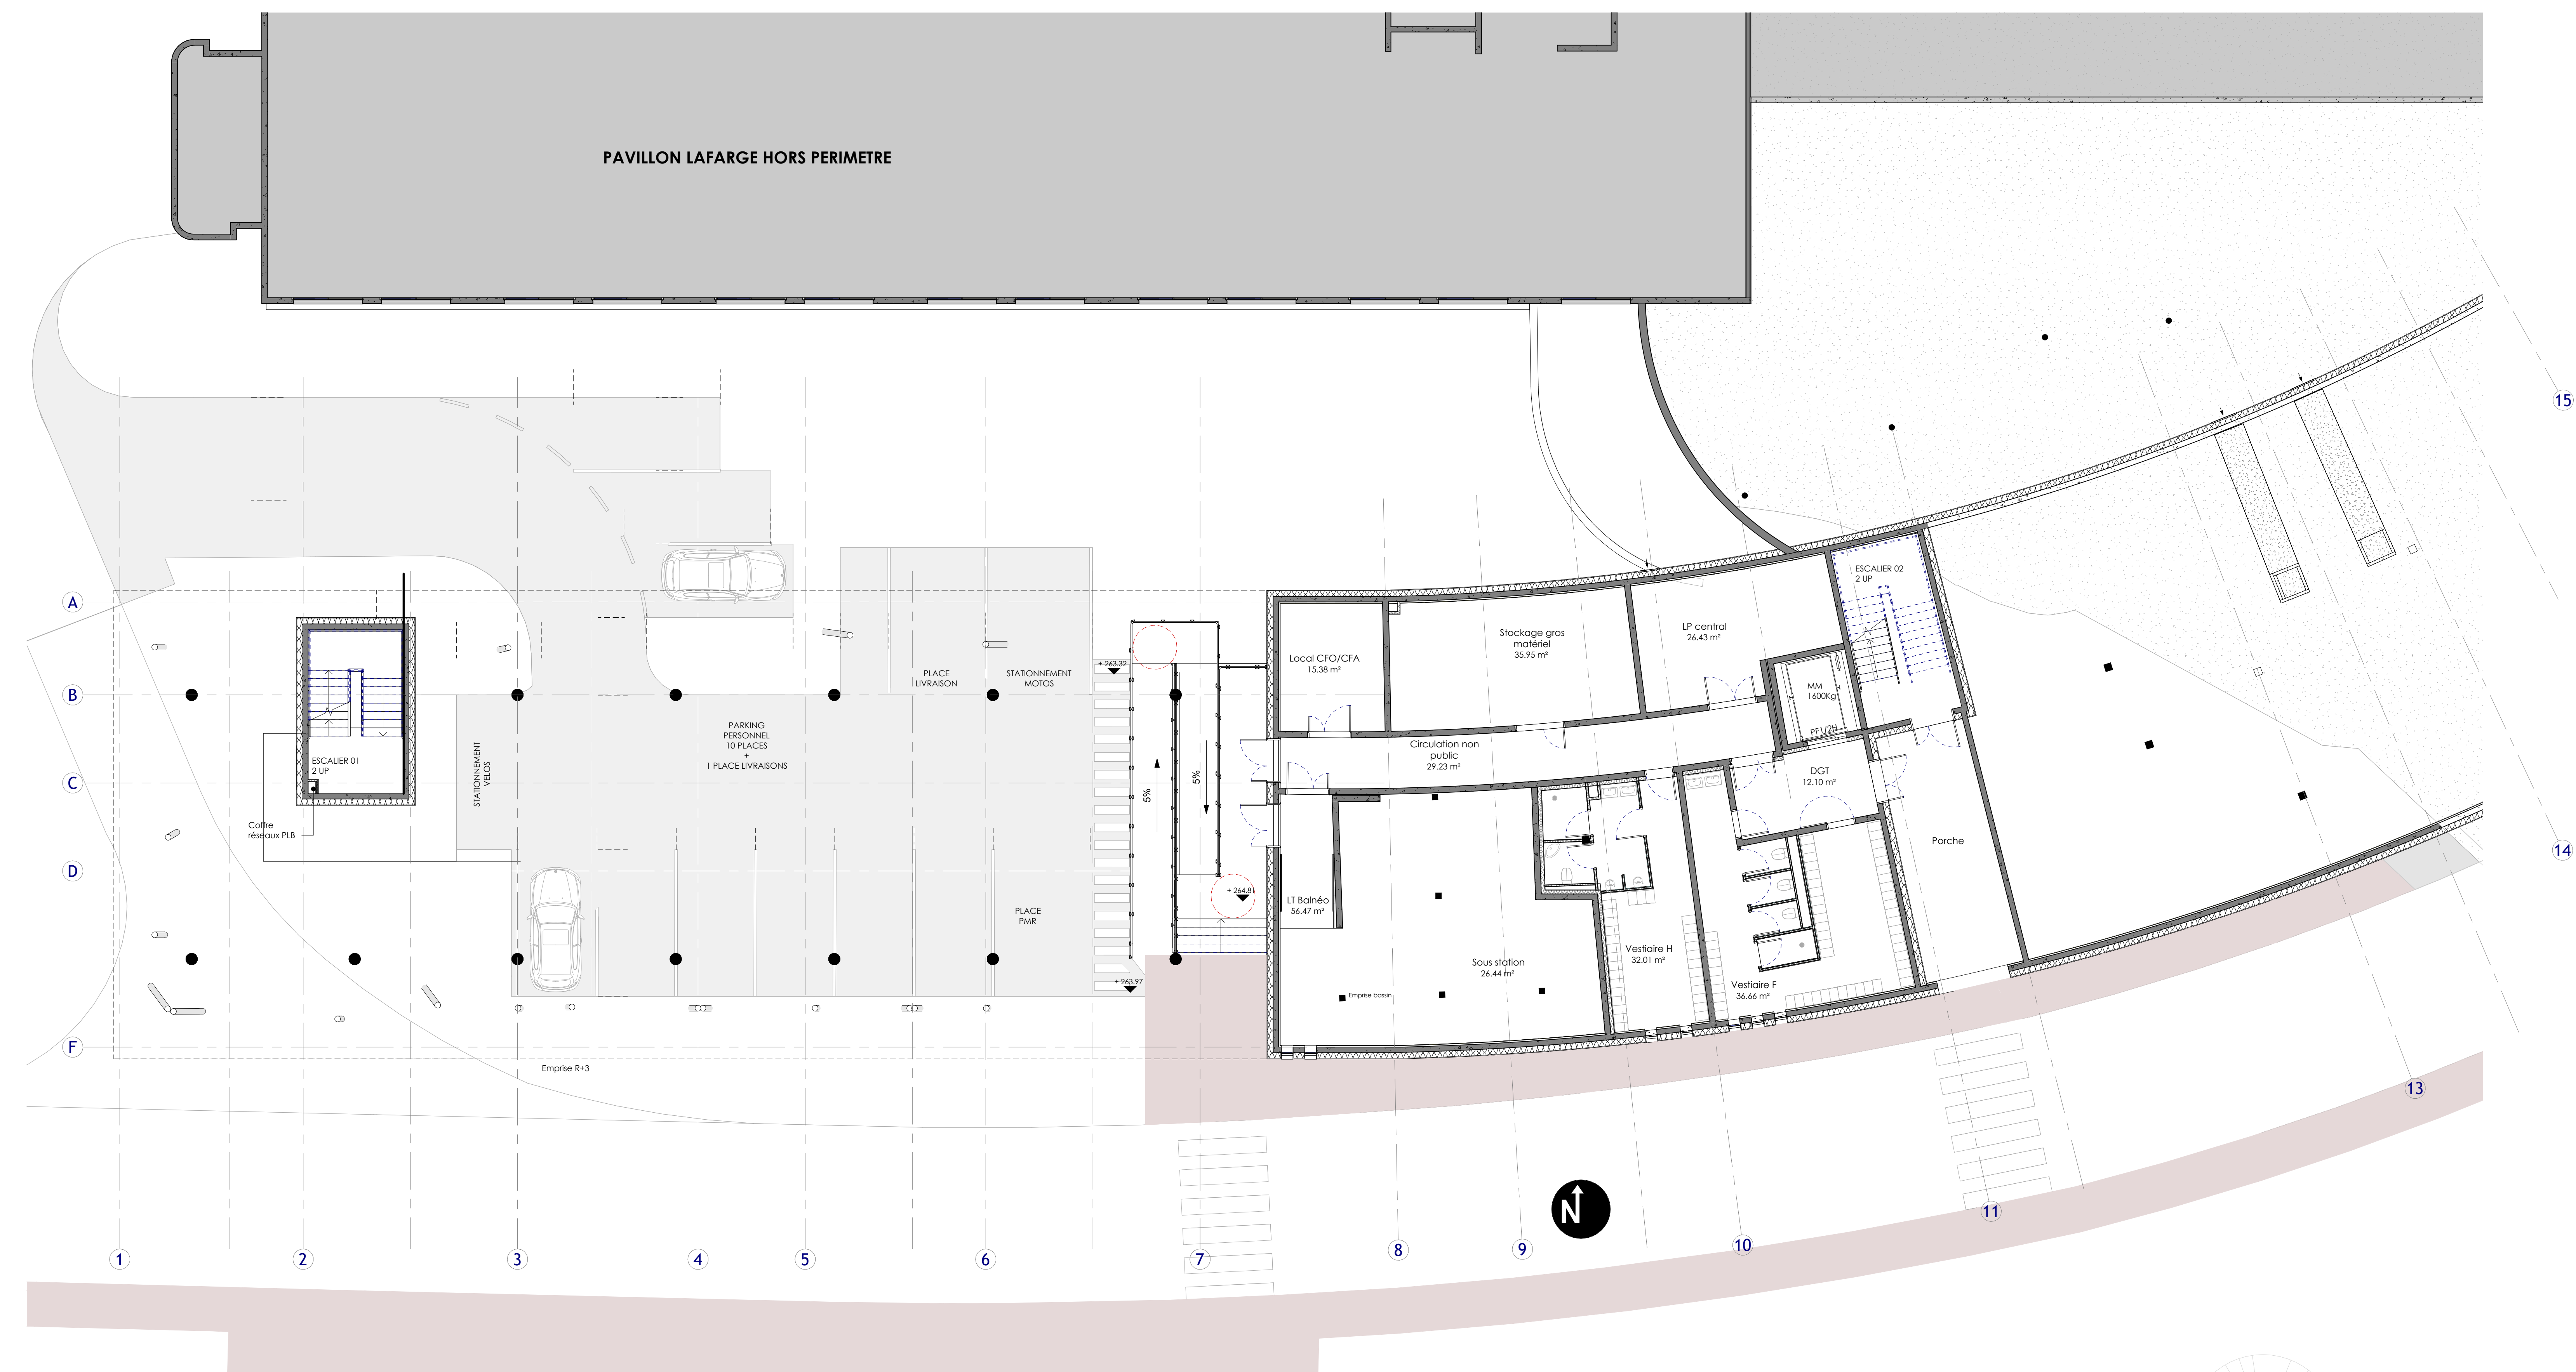 PAVILLON LAFARGE HORS PERIMETRE
15
ESCALIER 02
2 UP
A
Stockage gros
matériel
35.95 m²
LP central
26.43 m²
Local CFO/CFA
15.38 m²
+ 263.32
PLACE
LIVRAISON
STATIONNEMENT
MOTOS
MM
1600Kg
PF1/2H
B
PARKING
PERSONNEL
10 PLACES
+
1 PLACE LIVRAISONS
STATIONNEMENT
VELOS
ESCALIER 01
2 UP
Circulation non
public
29.23 m²
DGT
12.10 m²
5%
5%
C
Coffre
réseaux PLB
Porche
14
D
+ 264.8
LT Balnéo
56.47 m²
PLACE
PMR
Vestiaire H
32.01 m²
Sous station
26.44 m²
+ 263.97
Emprise bassin
Vestiaire F
36.66 m²
F
Emprise R+3
13
N
11
1
2
3
4
5
6
7
8
9
10